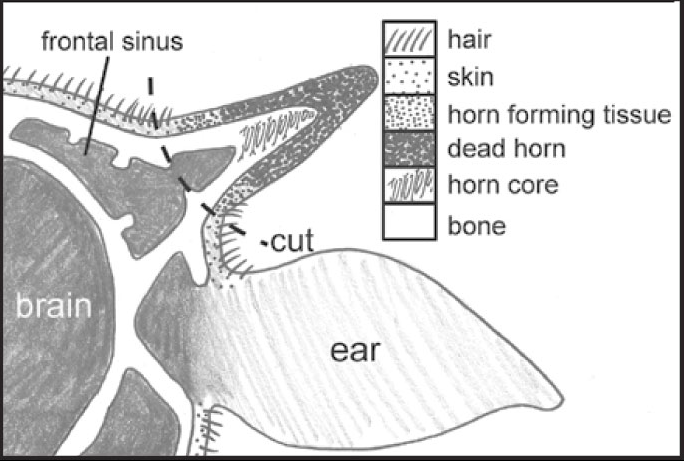 frontal sinus
hair
skin
horn forming tissue
dead horn
horn core
bone
cut
brain
ear